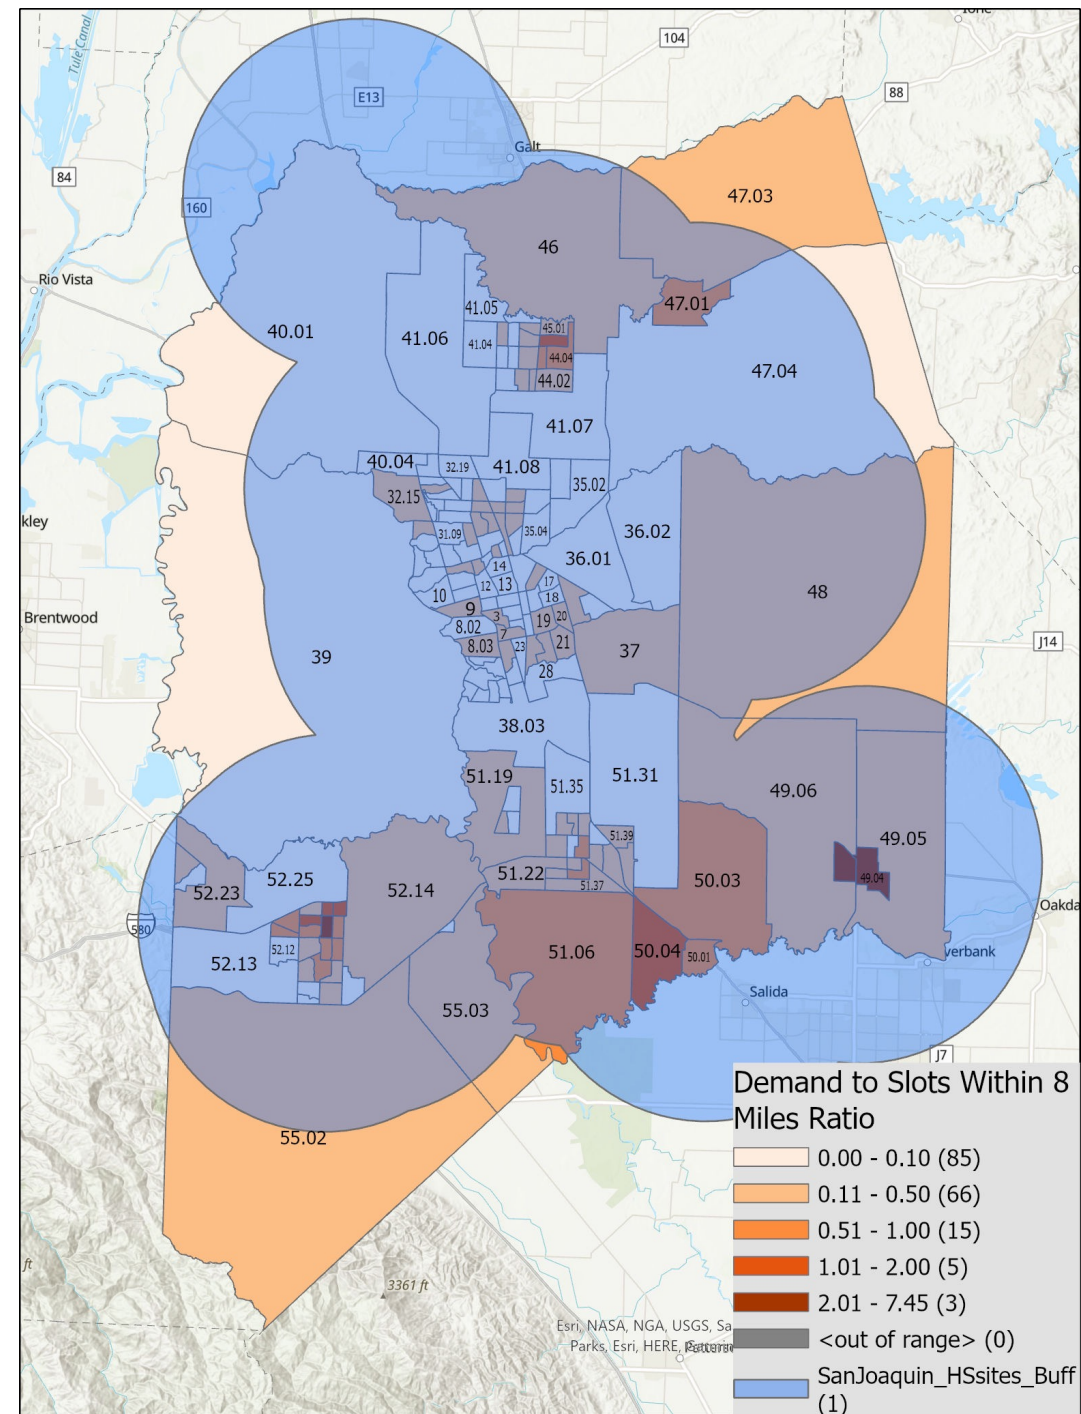 Ione
104
Tule Canal
E13
88
Galt
84
47.03
160
46
Rio Vista
47.01
41.05
40.01
41.06
45.01
41.04
44.04
47.04
44.02
41.07
40.04
32.19
41.08
35.02
32.15
kley
31.09
35.04
36.02
36.01
14
17
12
13
48
10
18
9
3
19
20
Brentwood
8.02
7
21
J14
8.03
23
37
39
28
38.03
51.19
51.35
51.31
49.06
51.39
49.05
52.23
52.25
52.14
51.22
51.37
50.03
49.04
Oakda
580
52.12
52.13
51.06
50.04
50.01
verbank
Salida
55.03
J7
55.02
3361 ft
ft
Esri, NASA, NGA, USGS, Sa
Parks, Esri, HERE,
Demand to Slots Within 8
Miles Ratio
0.00 - 0.10 (85)
0.11 - 0.50 (66)
0.51 - 1.00 (15)
1.01 - 2.00 (5)
2.01 - 7.45 (3)
<out of range> (0)
SanJoaquin_HSsites_Buff
(1)